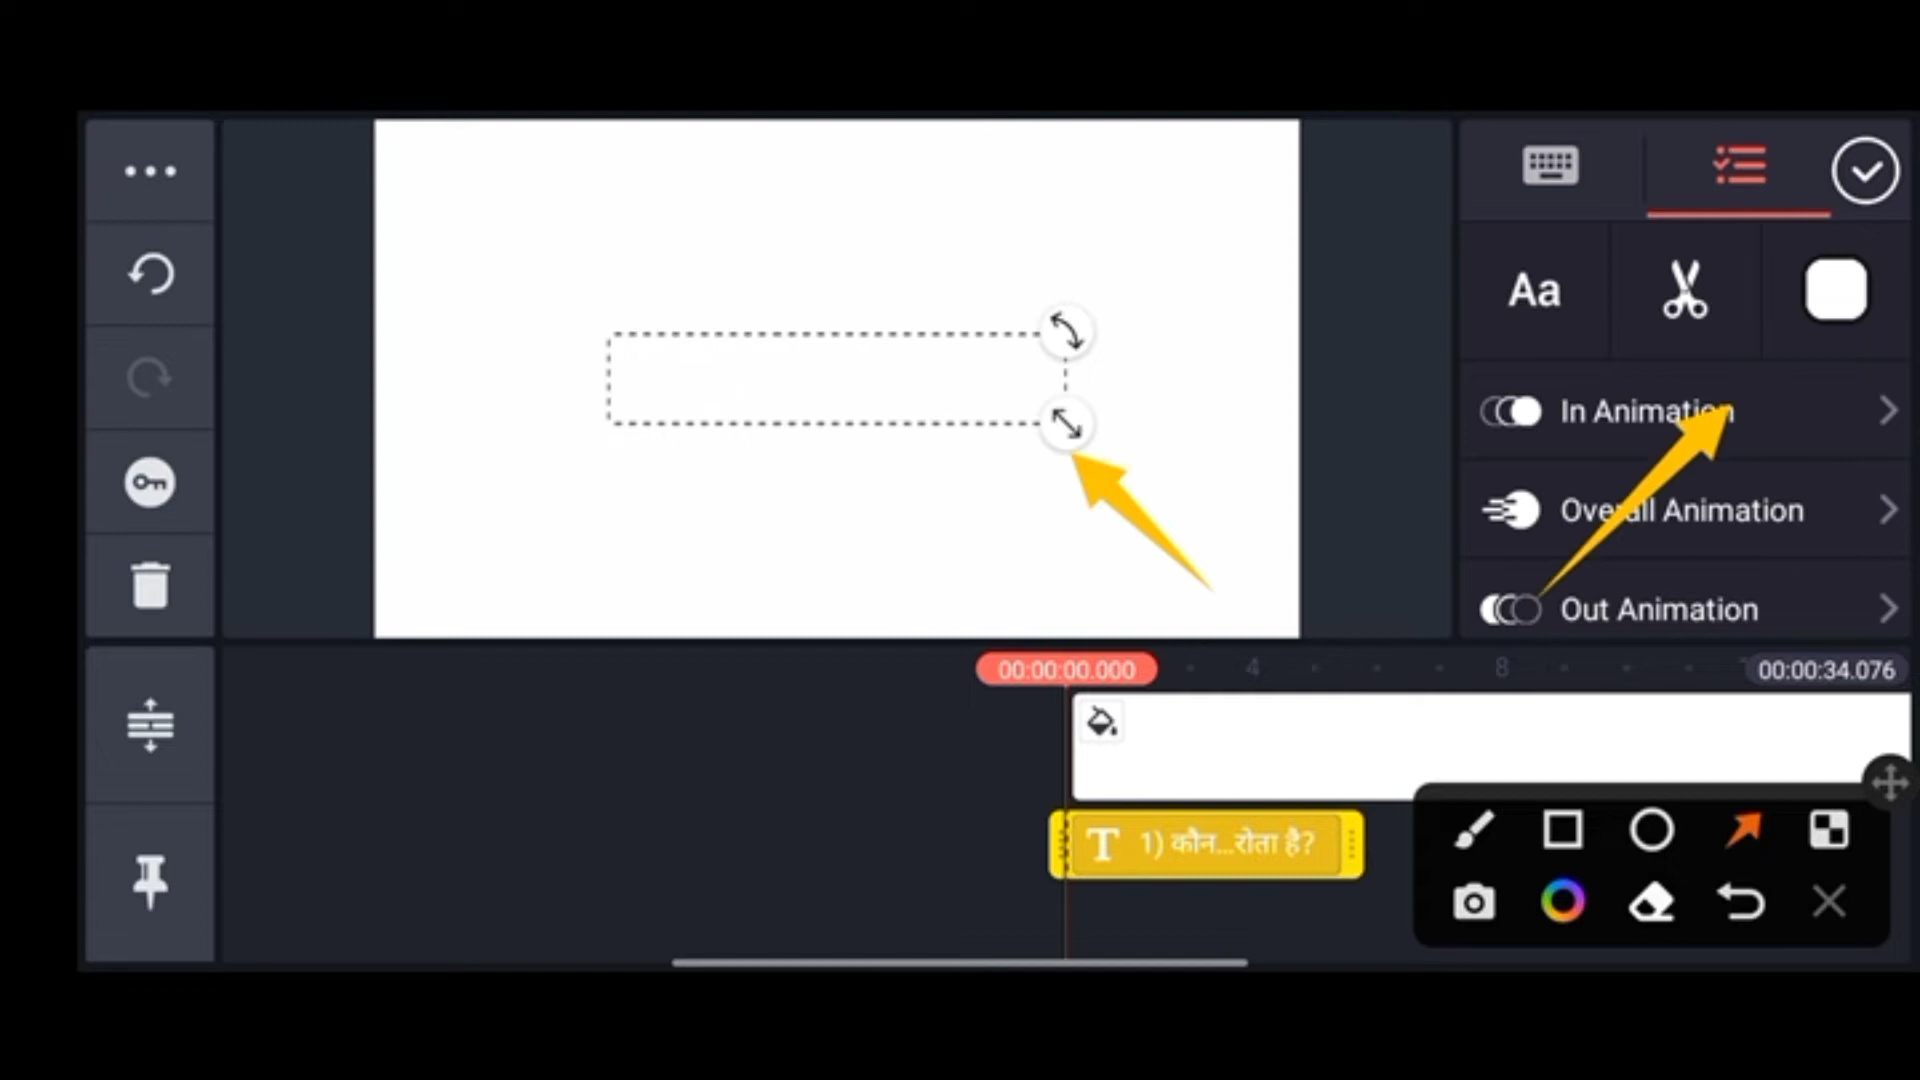 Aa
In Animation
Overall Animation
Out Animation
00:00:00.000
4
8
00:00:34.076
T 1) कौन...रोता है?